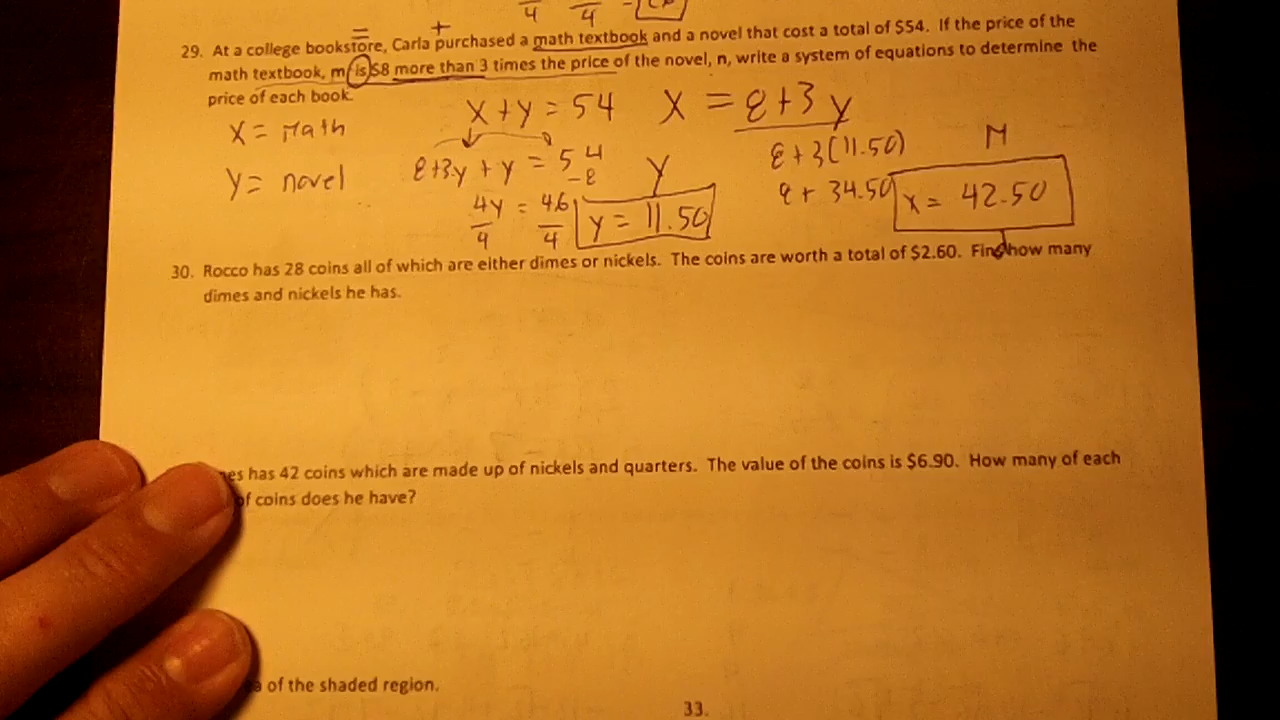 4 4
= +
29. At a college bookstore, Carla purchased a math textbook and a novel that cost a total of $54. If the price of the
math textbook, m is $8 more than 3 times the price of the novel, n, write a system of equations to determine the
price of each book.
x + y = 54 x = 8+3y
x = Math
8+3y + y = 54 y 8+3(11.50) M
-8
y = novel
4y = 46 y = 11.50 8 + 34.50 x = 42.50
4 4
30. Rocco has 28 coins all of which are either dimes or nickels. The coins are worth a total of $2.60. Find how many
dimes and nickels he has.
has 42 coins which are made up of nickels and quarters. The value of the coins is $6.90. How many of each
of coins does he have?
of the shaded region.
33.